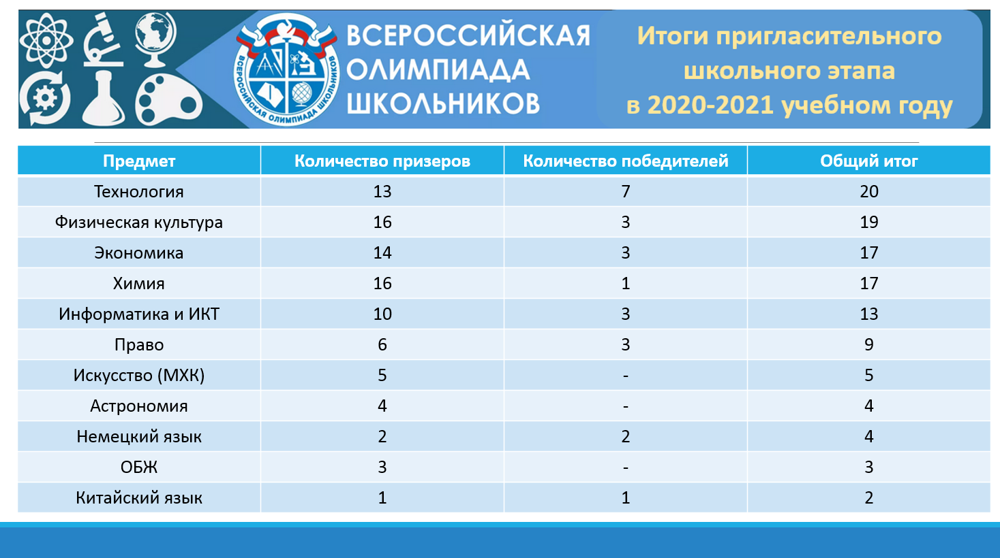 ВСЕРОССИЙСКАЯ
ОЛИМПИАДА
ШКОЛЬНИКОВ
ВСЕРОССИЙСКАЯ ОЛИМПИАДА ШКОЛЬНИКОВ
Итоги пригласительного
школьного этапа
в 2020-2021 учебном году
Предмет Количество призеров Количество победителей Общий итог
Технология 13 7 20
Физическая культура 16 3 19
Экономика 14 3 17
Химия 16 1 17
Информатика и ИКТ 10 3 13
Право 6 3 9
Искусство (МХК) 5 - 5
Астрономия 4 - 4
Немецкий язык 2 2 4
ОБЖ 3 - 3
Китайский язык 1 1 2